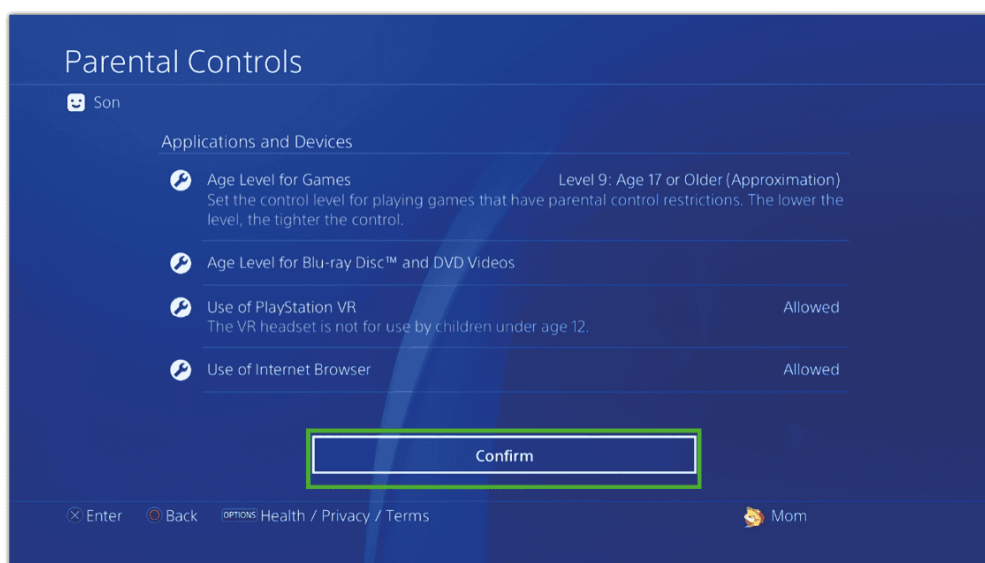 Parental Controls
Son
Applications and Devices
Age Level for Games Level 9: Age 17 or Older (Approximation)
Set the control level for playing games that have parental control restrictions. The lower the
level, the tighter the control.
Age Level for Blu-ray Disc™ and DVD Videos
Use of PlayStation VR Allowed
The VR headset is not for use by children under age 12.
Use of Internet Browser Allowed
Confirm
Enter Back OPTIONS Health / Privacy / Terms Mom